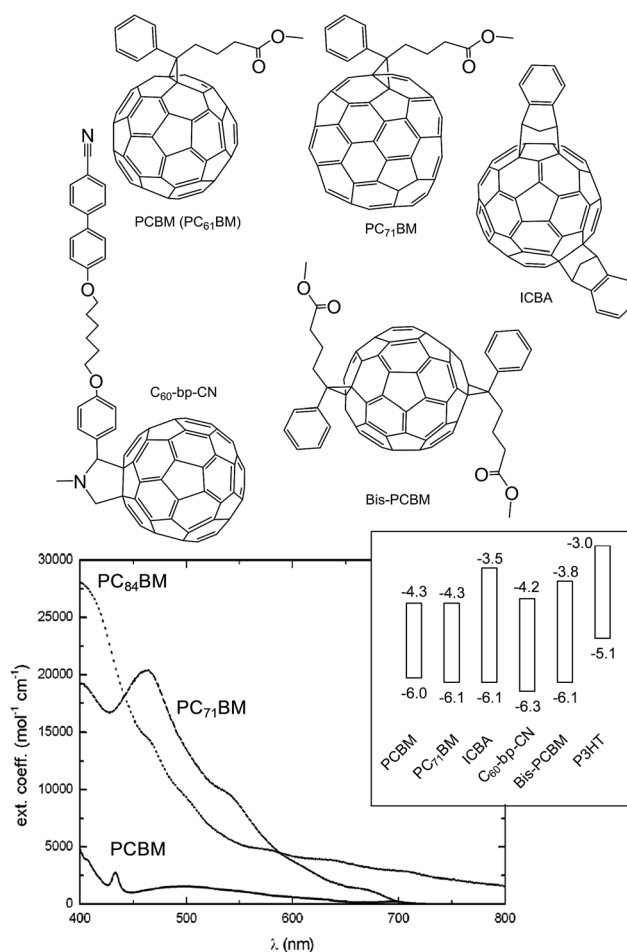 O
O
O
O
N
PCBM (PC61BM)
PC71BM
ICBA
O
O
O
C60-bp-CN
N
O
O
Bis-PCBM
30000
25000
20000
15000
10000
5000
0
ext. coeff. (mol-1 cm-1)
PC84BM
PC71BM
PCBM
400
500
600
700
800
λ (nm)
-4.3
-4.3
-3.5
-4.2
-3.8
-3.0
-6.0
-6.1
-6.1
-6.3
-6.1
-5.1
PCBM
PC71BM
ICBA
C60-bp-CN
Bis-PCBM
P3HT